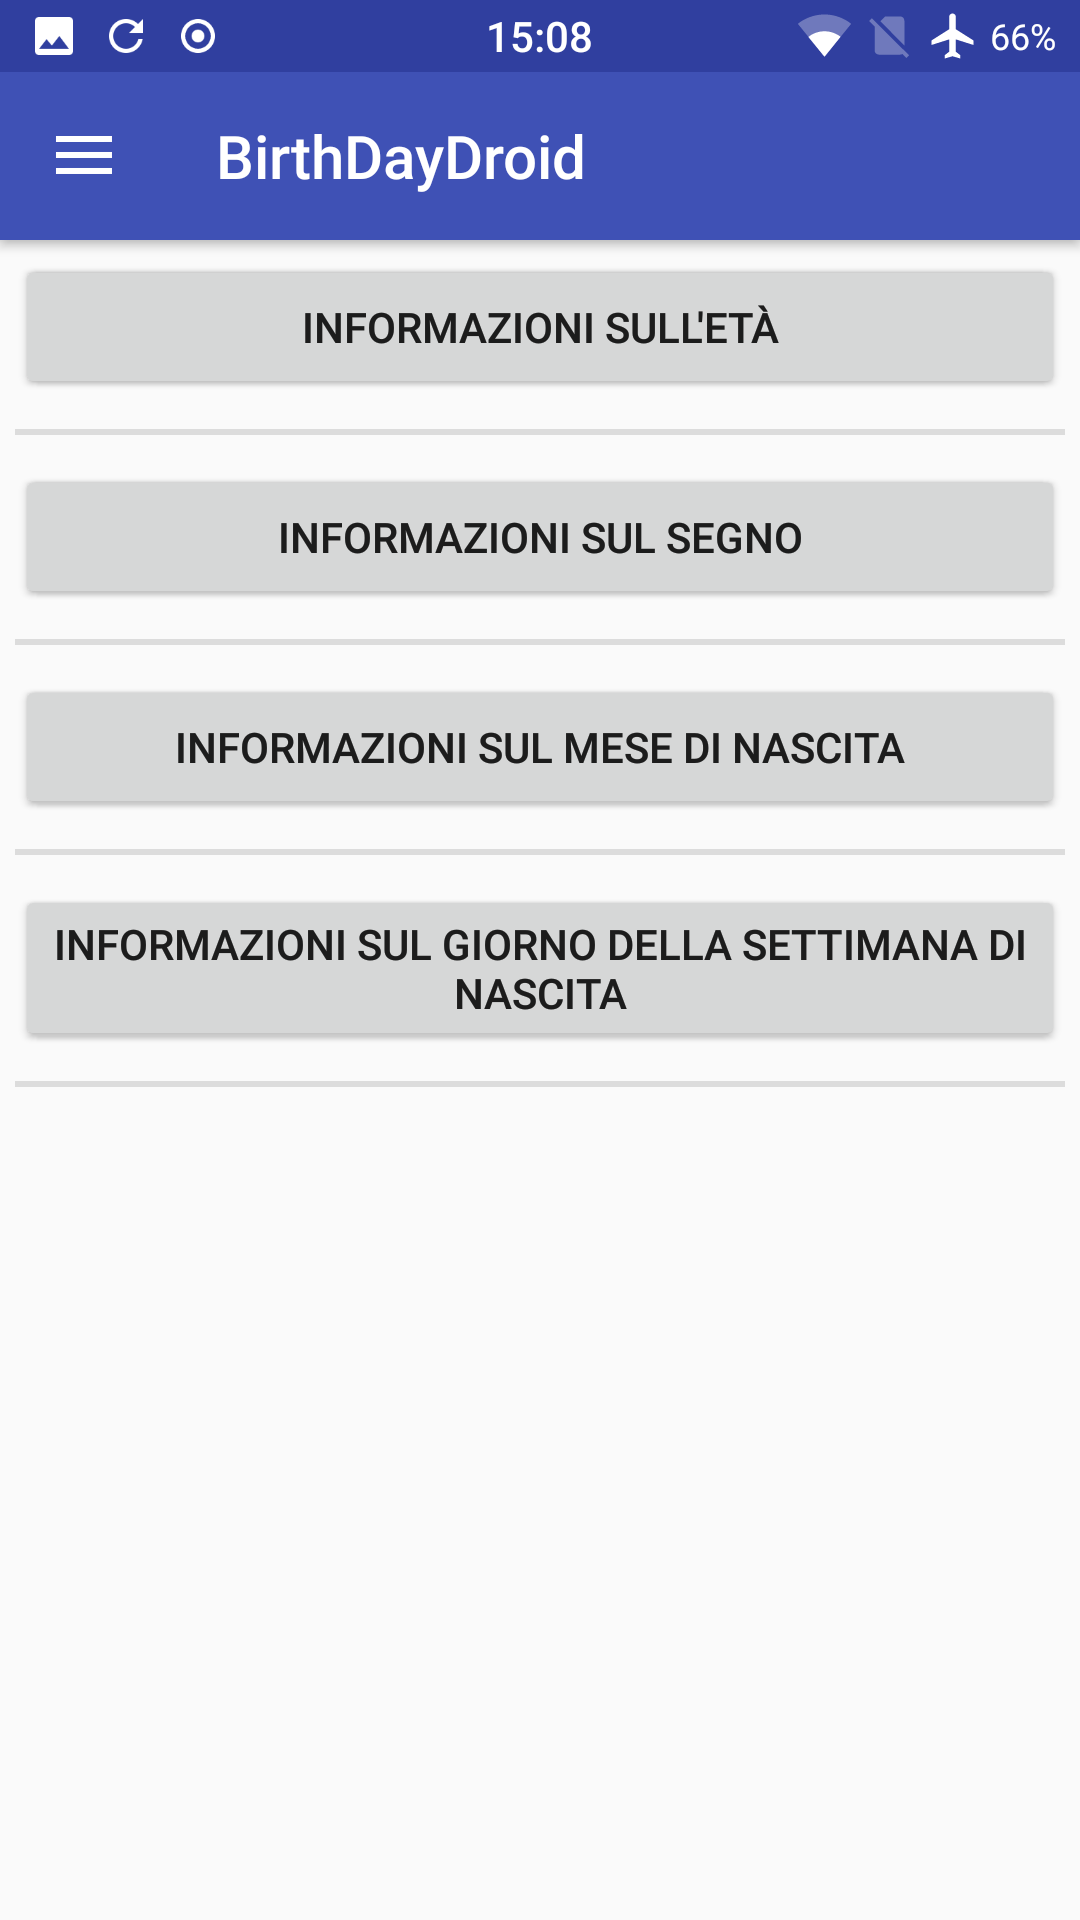 15:08
66%
BirthDayDroid
INFORMAZIONI SULL'ETÀ
INFORMAZIONI SUL SEGNO
INFORMAZIONI SUL MESE DI NASCITA
INFORMAZIONI SUL GIORNO DELLA SETTIMANA DI
NASCITA